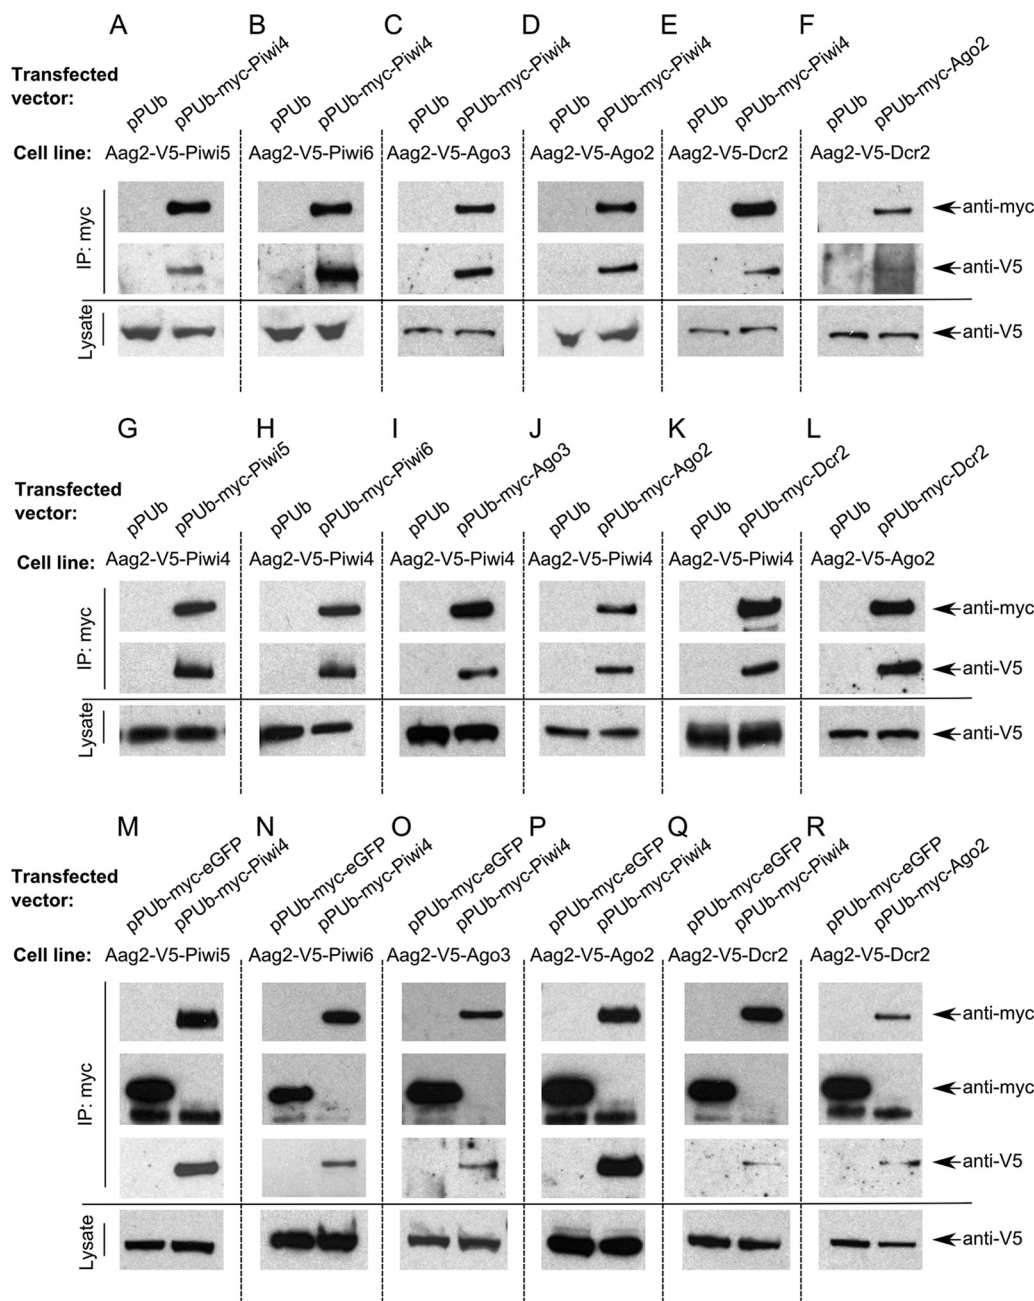 A B C D E F
Transfected vector: pPUb pPUb-myc-Piwi4 pPUb pPUb-myc-Piwi4 pPUb pPUb-myc-Piwi4 pPUb pPUb-myc-Piwi4 pPUb pPUb-myc-Piwi4 pPUb pPUb-myc-Ago2
Cell line: Aag2-V5-Piwi5 Aag2-V5-Piwi6 Aag2-V5-Ago3 Aag2-V5-Ago2 Aag2-V5-Dcr2 Aag2-V5-Dcr2
IP: myc
anti-myc
anti-V5
Lysate
anti-V5
G H I J K L
Transfected vector: pPUb pPUb-myc-Piwi5 pPUb pPUb-myc-Piwi6 pPUb pPUb-myc-Ago3 pPUb pPUb-myc-Ago2 pPUb pPUb-myc-Dcr2 pPUb pPUb-myc-Dcr2
Cell line: Aag2-V5-Piwi4 Aag2-V5-Piwi4 Aag2-V5-Piwi4 Aag2-V5-Piwi4 Aag2-V5-Piwi4 Aag2-V5-Ago2
IP: myc
anti-myc
anti-V5
Lysate
anti-V5
M N O P Q R
Transfected vector: pPUb-myc-eGFP pPUb-myc-Piwi4 pPUb-myc-eGFP pPUb-myc-Piwi4 pPUb-myc-eGFP pPUb-myc-Piwi4 pPUb-myc-eGFP pPUb-myc-Piwi4 pPUb-myc-eGFP pPUb-myc-Piwi4 pPUb-myc-eGFP pPUb-myc-Ago2
Cell line: Aag2-V5-Piwi5 Aag2-V5-Piwi6 Aag2-V5-Ago3 Aag2-V5-Ago2 Aag2-V5-Dcr2 Aag2-V5-Dcr2
IP: myc
anti-myc
anti-myc
anti-V5
Lysate
anti-V5